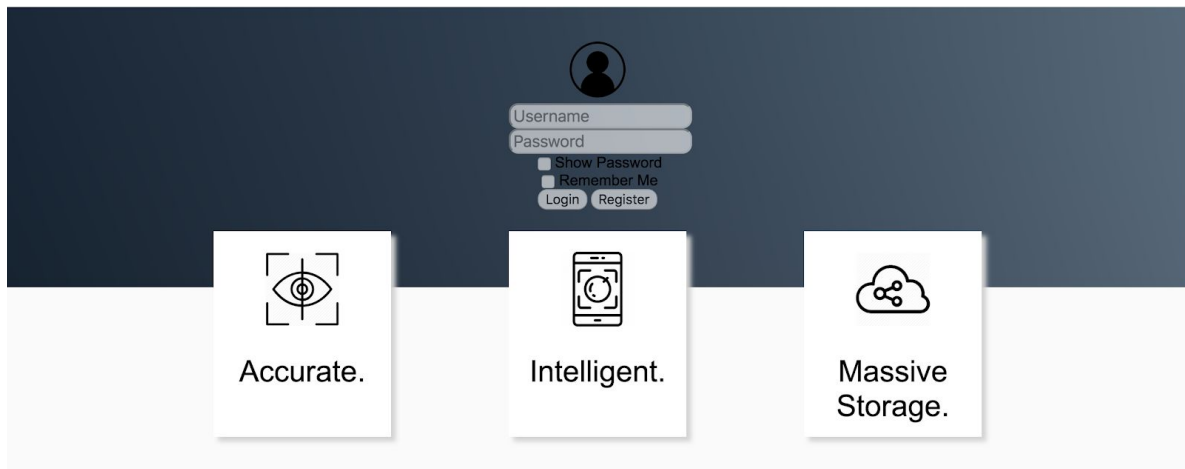 Username
Password
Show Password
Remember Me
Login Register
Accurate.
Intelligent.
Massive
Storage.